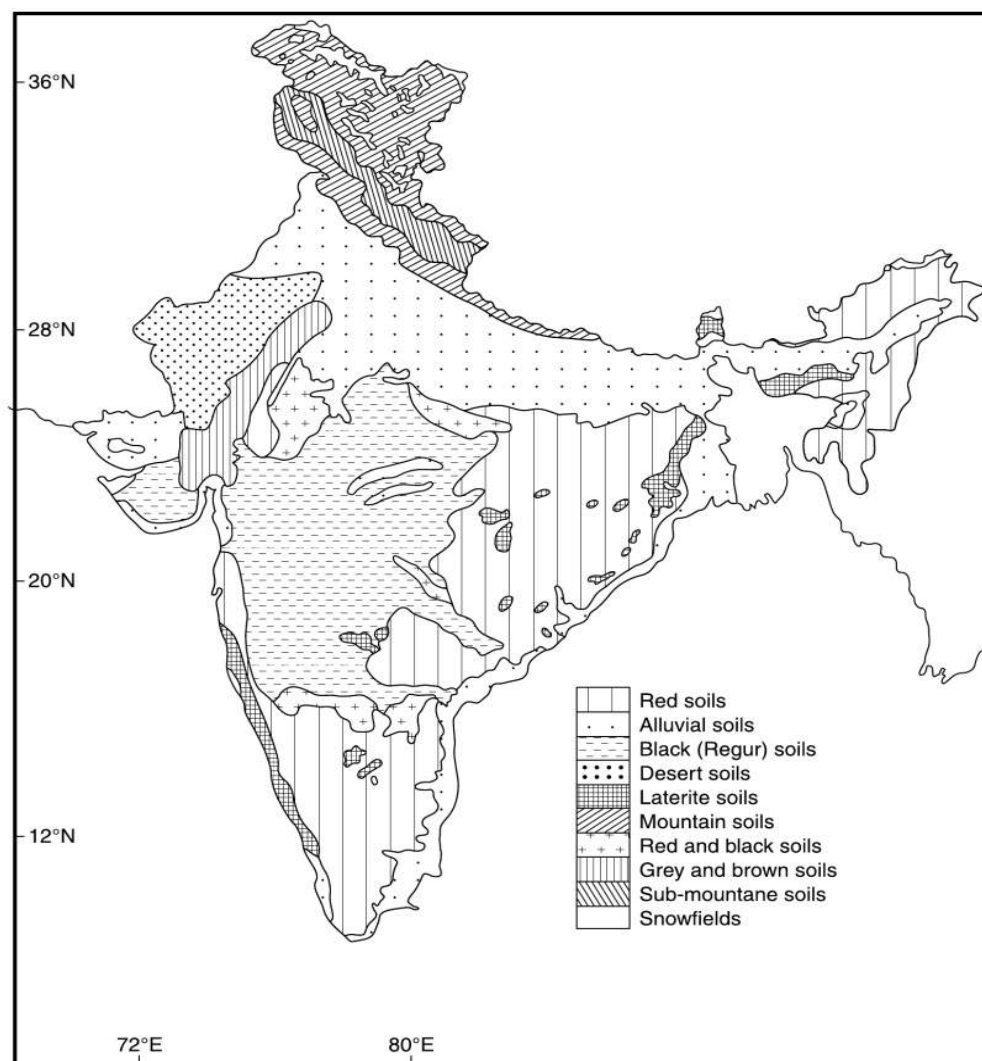 36°N
28°N
20°N
12°N
Red soils
Alluvial soils
Black (Regur) soils
Desert soils
Laterite soils
Mountain soils
Red and black soils
Grey and brown soils
Sub-mountane soils
Snowfields
72°E
80°E